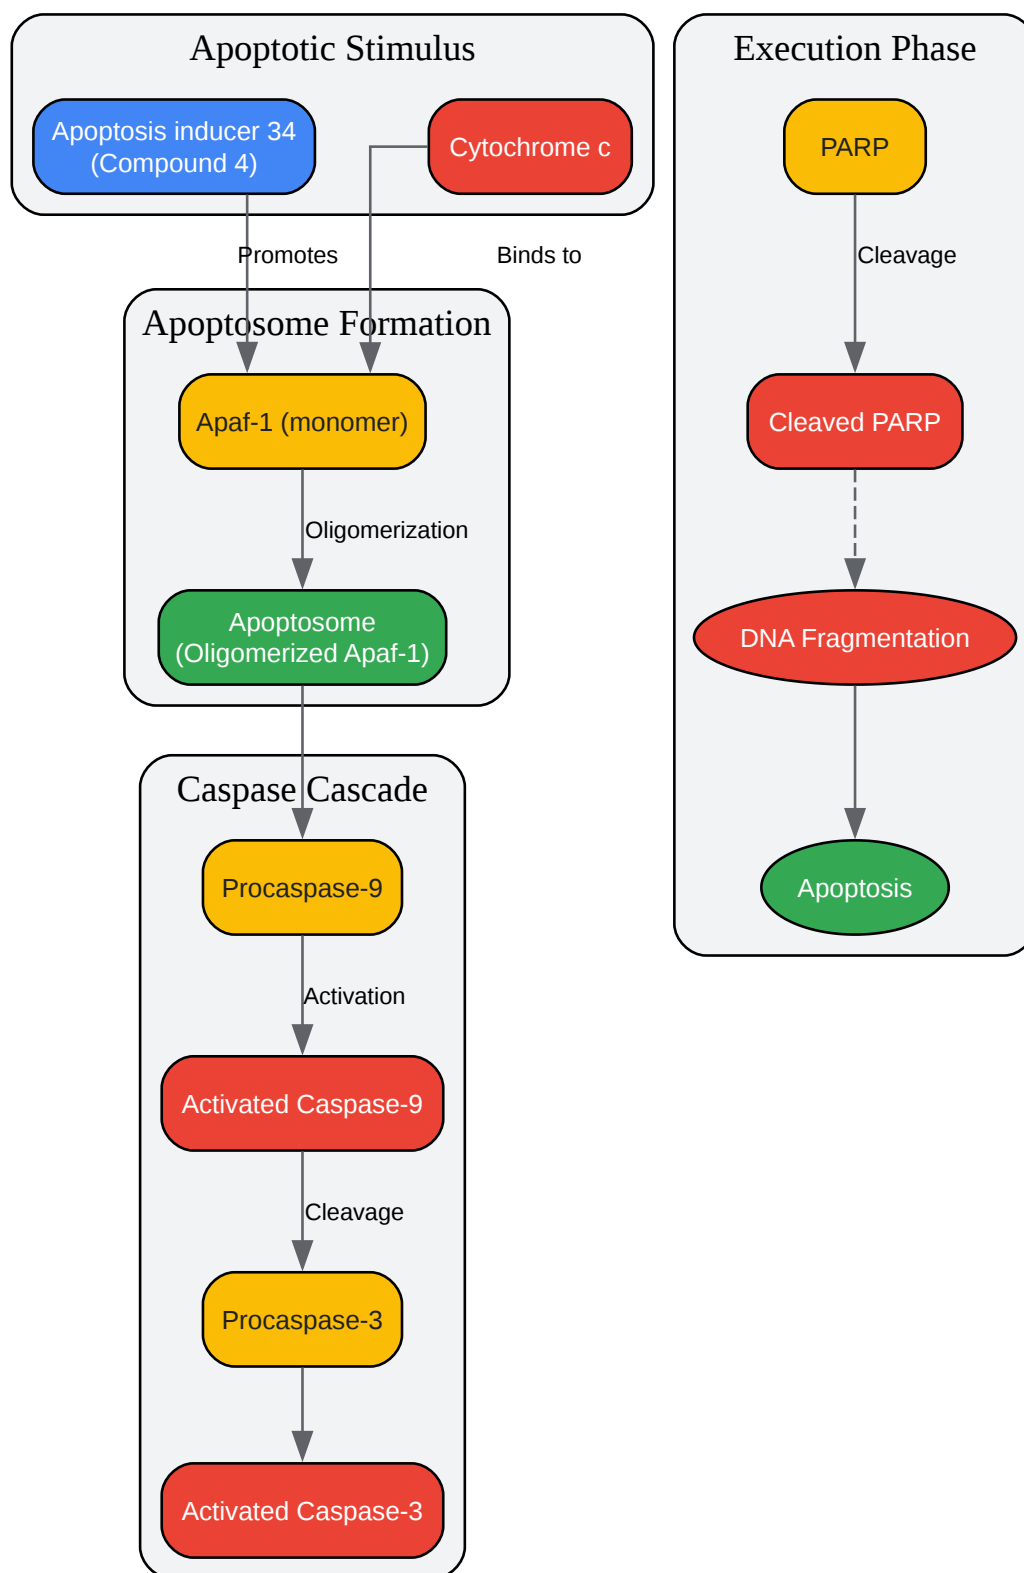 Apoptotic Stimulus
Apoptosis inducer 34
(Compound 4)
Cytochrome c
Promotes
Binds to
Apoptosome Formation
Apaf-1 (monomer)
Oligomerization
Apoptosome
(Oligomerized Apaf-1)
Caspase Cascade
Procaspase-9
Activation
Activated Caspase-9
Cleavage
Procaspase-3
Activated Caspase-3
Execution Phase
PARP
Cleavage
Cleaved PARP
DNA Fragmentation
Apoptosis